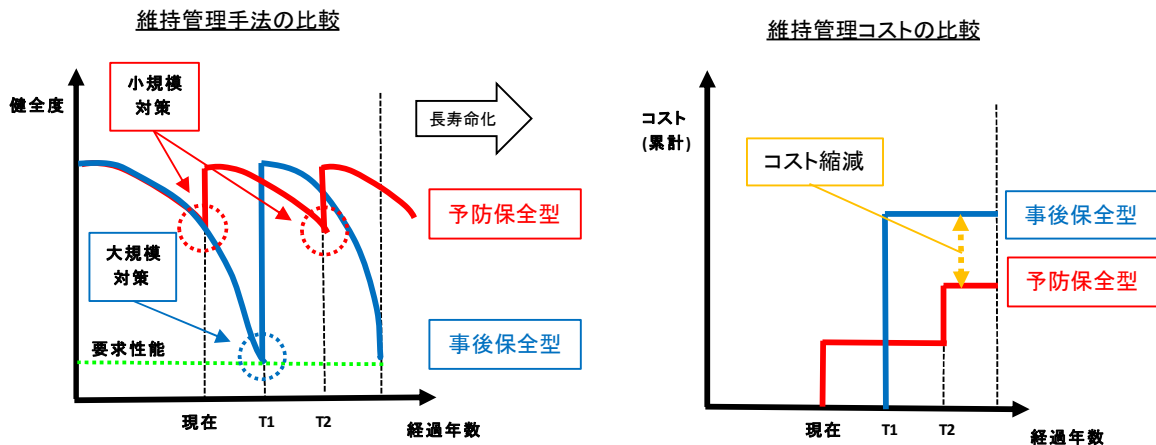 維持管理手法の比較
健全度
小規模
対策
長寿命化
予防保全型
大規模
対策
事後保全型
要求性能
現在
T1
T2
経過年数
維持管理コストの比較
コスト
(累計)
コスト縮減
事後保全型
予防保全型
現在
T1
T2
経過年数